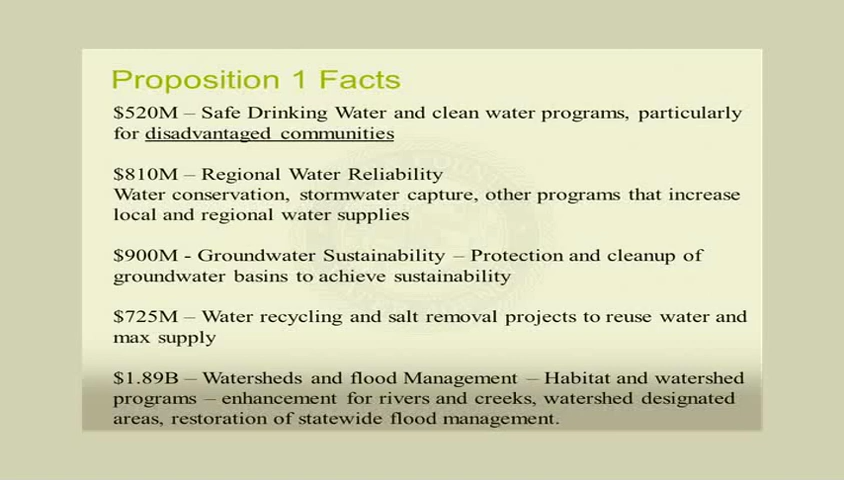 Proposition 1 Facts
$520M – Safe Drinking Water and clean water programs, particularly
for disadvantaged communities
$810M – Regional Water Reliability
Water conservation, stormwater capture, other programs that increase
local and regional water supplies
$900M - Groundwater Sustainability – Protection and cleanup of
groundwater basins to achieve sustainability
$725M – Water recycling and salt removal projects to reuse water and
max supply
$1.89B – Watersheds and flood Management – Habitat and watershed
programs – enhancement for rivers and creeks, watershed designated
areas, restoration of statewide flood management.